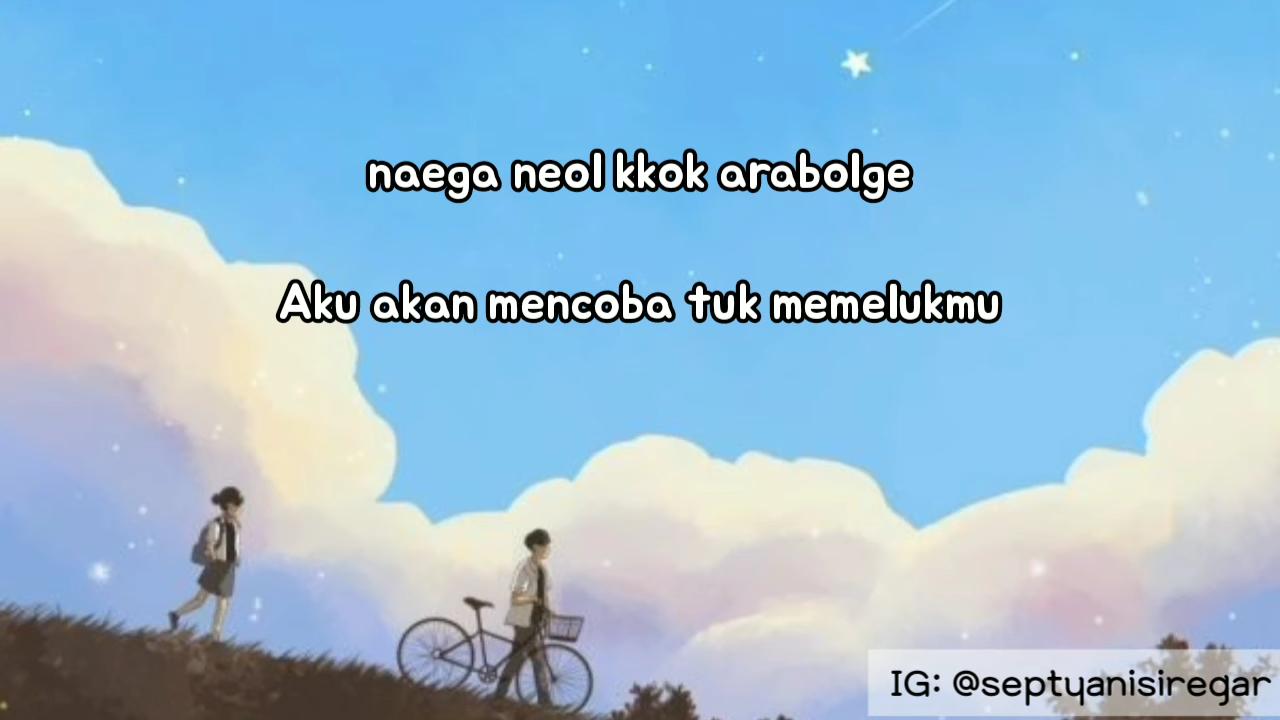 naega neol kkok arabolge
Aku akan mencoba tuk memelukmu
IG: @septyanisiregar